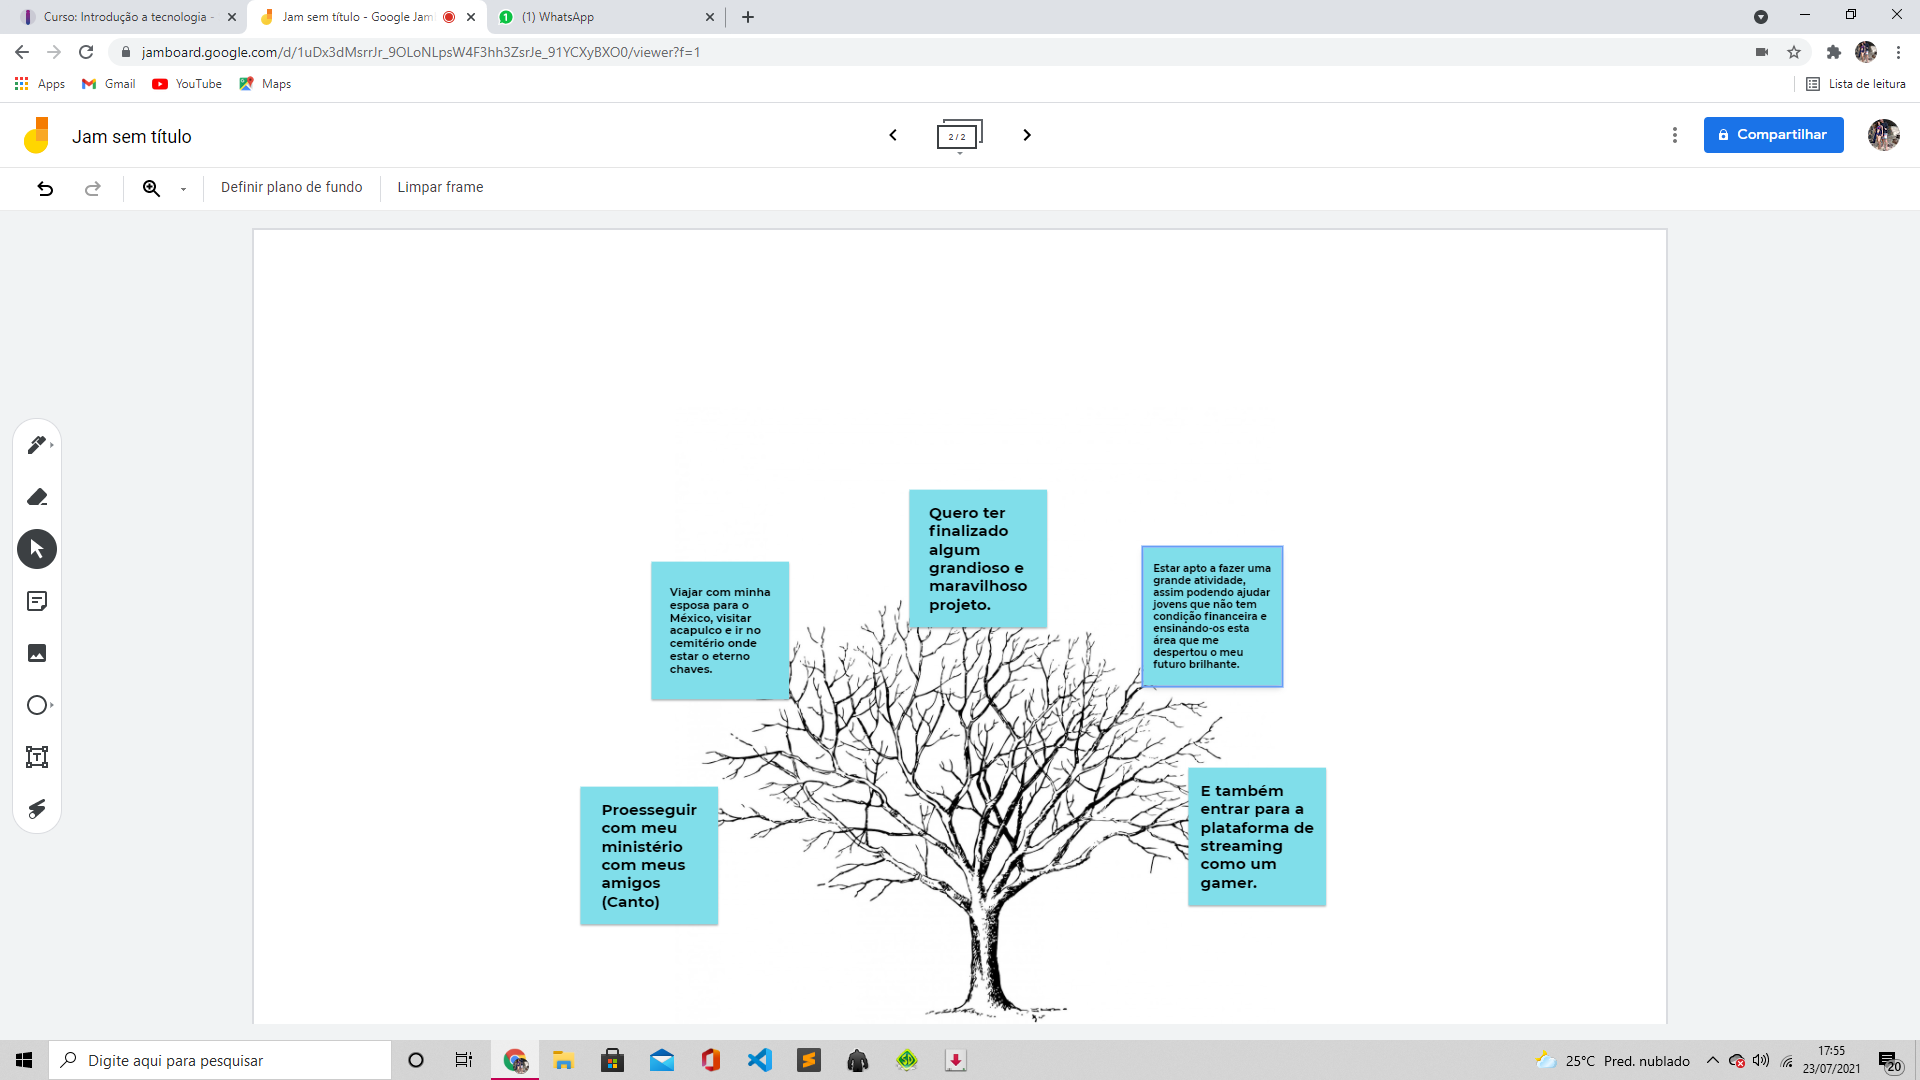 Curso: Introdução a tecnologia -
Jam sem título - Google Jam
(1) WhatsApp
jamboard.google.com/d/1uDx3dMsrrJr_9OLoNLpsW4F3hh3ZsrJe_91YCXyBXO0/viewer?f=1
Apps
Gmail
YouTube
Maps
Lista de leitura
Jam sem título
2 / 2
Compartilhar
Definir plano de fundo
Limpar frame
Quero ter
finalizado
algum
grandioso e
maravilhoso
projeto.
Viajar com minha
esposa para o
México, visitar
acapulco e ir no
cemitério onde
estar o eterno
chaves.
Estar apto a fazer uma
grande atividade,
assim podendo ajudar
jovens que não tem
condição financeira e
ensinando-os esta
área que me
despertou o meu
futuro brilhante.
Proesseguir
com meu
ministério
com meus
amigos
(Canto)
E também
entrar para a
plataforma de
streaming
como um
gamer.
Digite aqui para pesquisar
25°C Pred. nublado
17:55
23/07/2021
20